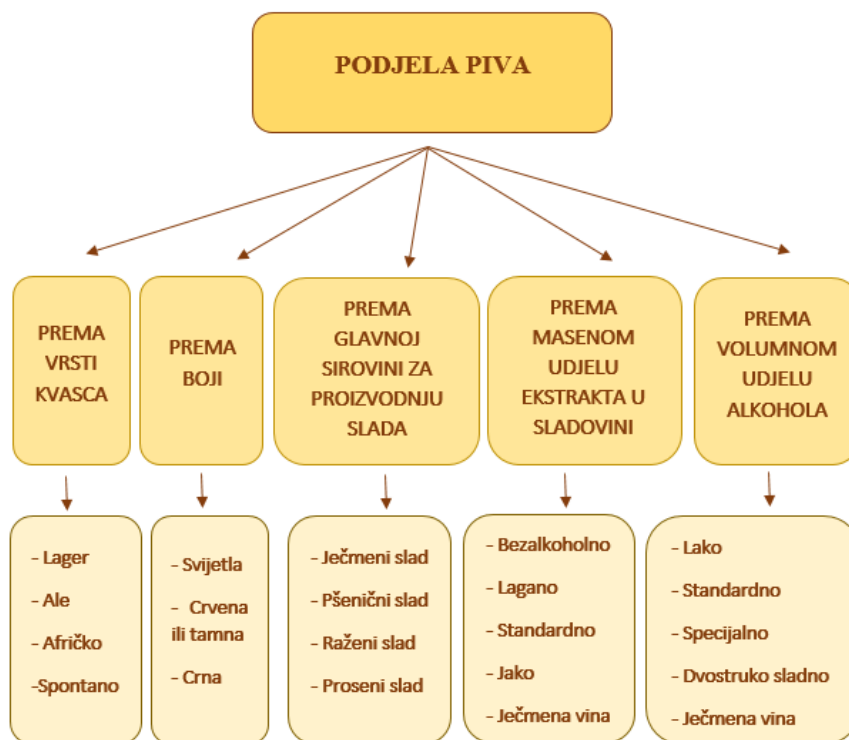 PODJELA PIVA
PREMA
VRSTI
KVASCA
PREMA
BOJI
PREMA
GLAVNOJ
SIROVINI ZA
PROIZVODNJU
SLADA
PREMA
MASENOM
UDJELU
EKSTRAKTA U
SLADOVINI
PREMA
VOLUMNOM
UDJELU
ALKOHOLA
- Lager
- Ale
- Afričko
-Spontano
- Svijetla
- Crvena
ili tamna
- Crna
- Ječmeni slad
- Pšenični slad
- Raženi slad
- Proseni slad
- Bezalkoholno
- Lagano
- Standardno
- Jako
- Ječmena vina
- Lako
- Standardno
- Specijalno
- Dvostruko sladno
- Ječmena vina